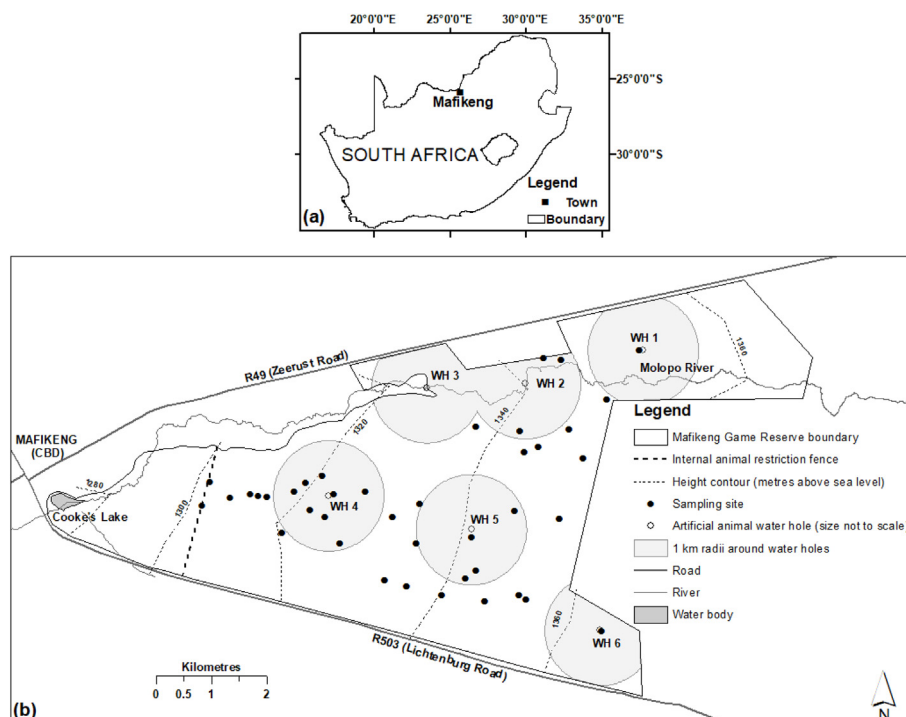 20°0'0"E 25°0'0"E 30°0'0"E 35°0'0"E
25°0'0"S
Mafikeng
SOUTH AFRICA
30°0'0"S
Legend
Town
Boundary
(a)
R49 (Zeerust Road)
WH 1
1360
Molopo River
WH 3
WH 2
1340
1320
MAFIKENG
(CBD)
1280
Cooke's Lake
1300
WH 4
WH 5
1360
WH 6
R503 (Lichtenburg Road)
Legend
Mafikeng Game Reserve boundary
Internal animal restriction fence
Height contour (metres above sea level)
Sampling site
Artificial animal water hole (size not to scale
1 km radii around water holes
Road
River
Water body
Kilometres
0 0.5 1 2
N
(b)